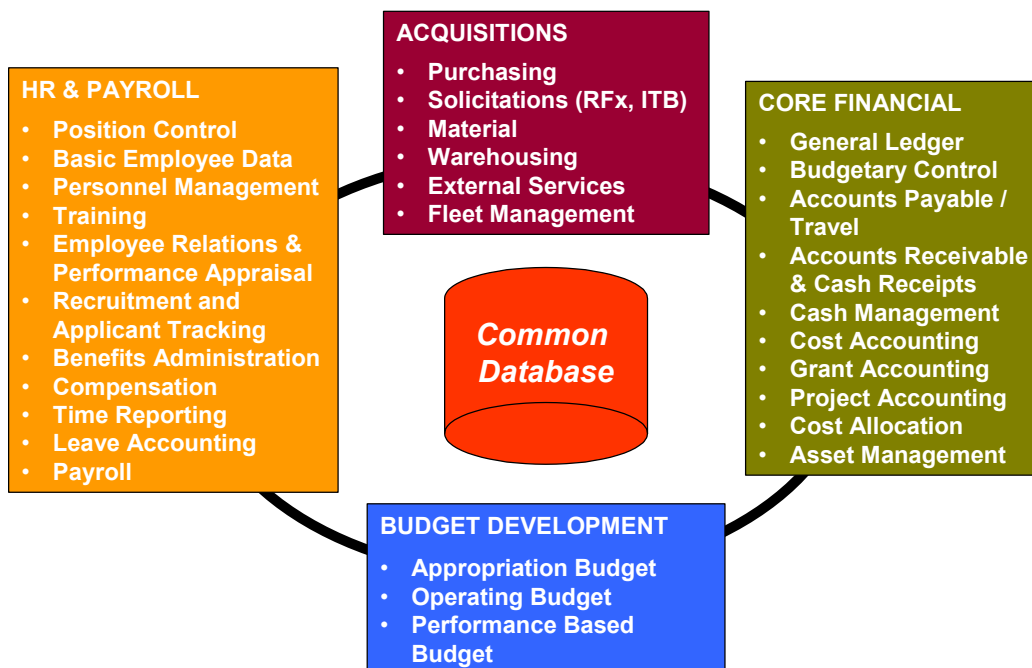 ACQUISITIONS
• Purchasing
• Solicitations (RFx, ITB)
• Material
• Warehousing
• External Services
• Fleet Management
HR & PAYROLL
• Position Control
• Basic Employee Data
• Personnel Management
• Training
• Employee Relations &
Performance Appraisal
• Recruitment and
Applicant Tracking
• Benefits Administration
• Compensation
• Time Reporting
• Leave Accounting
• Payroll
Common
Database
CORE FINANCIAL
• General Ledger
• Budgetary Control
• Accounts Payable /
Travel
• Accounts Receivable
& Cash Receipts
• Cash Management
• Cost Accounting
• Grant Accounting
• Project Accounting
• Cost Allocation
• Asset Management
BUDGET DEVELOPMENT
• Appropriation Budget
• Operating Budget
• Performance Based
Budget